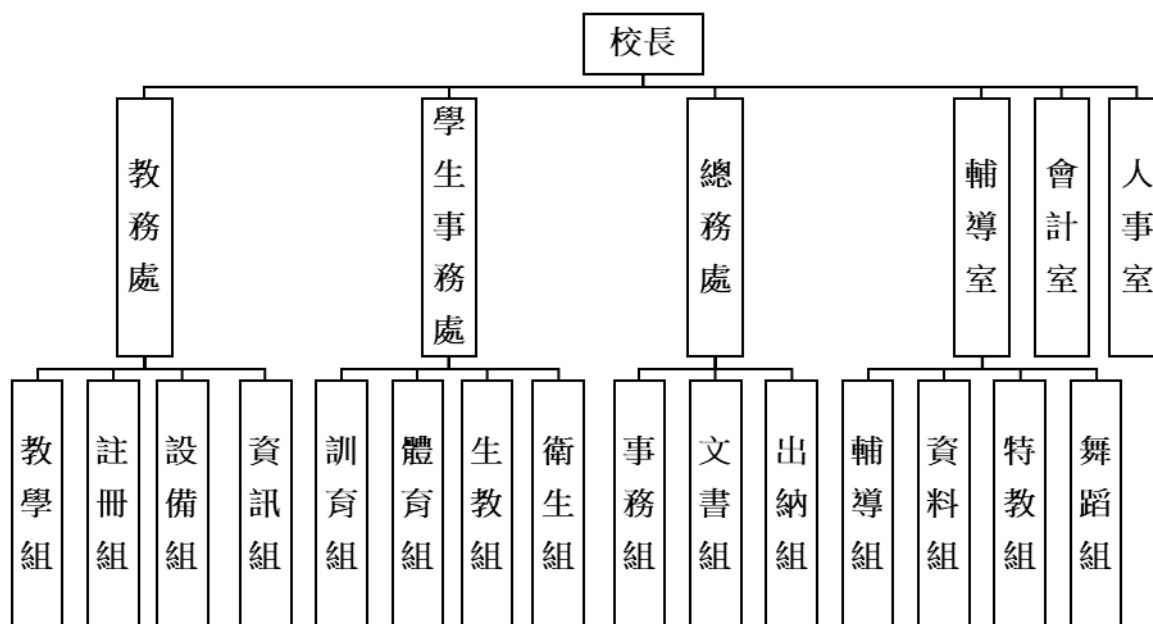 校長
教務處
學生事務處
總務處
輔導室
會計室
人事室
教學組
註冊組
設備組
資訊組
訓育組
體育組
生教組
衛生組
事務組
文書組
出納組
輔導組
資料組
特教組
舞蹈組